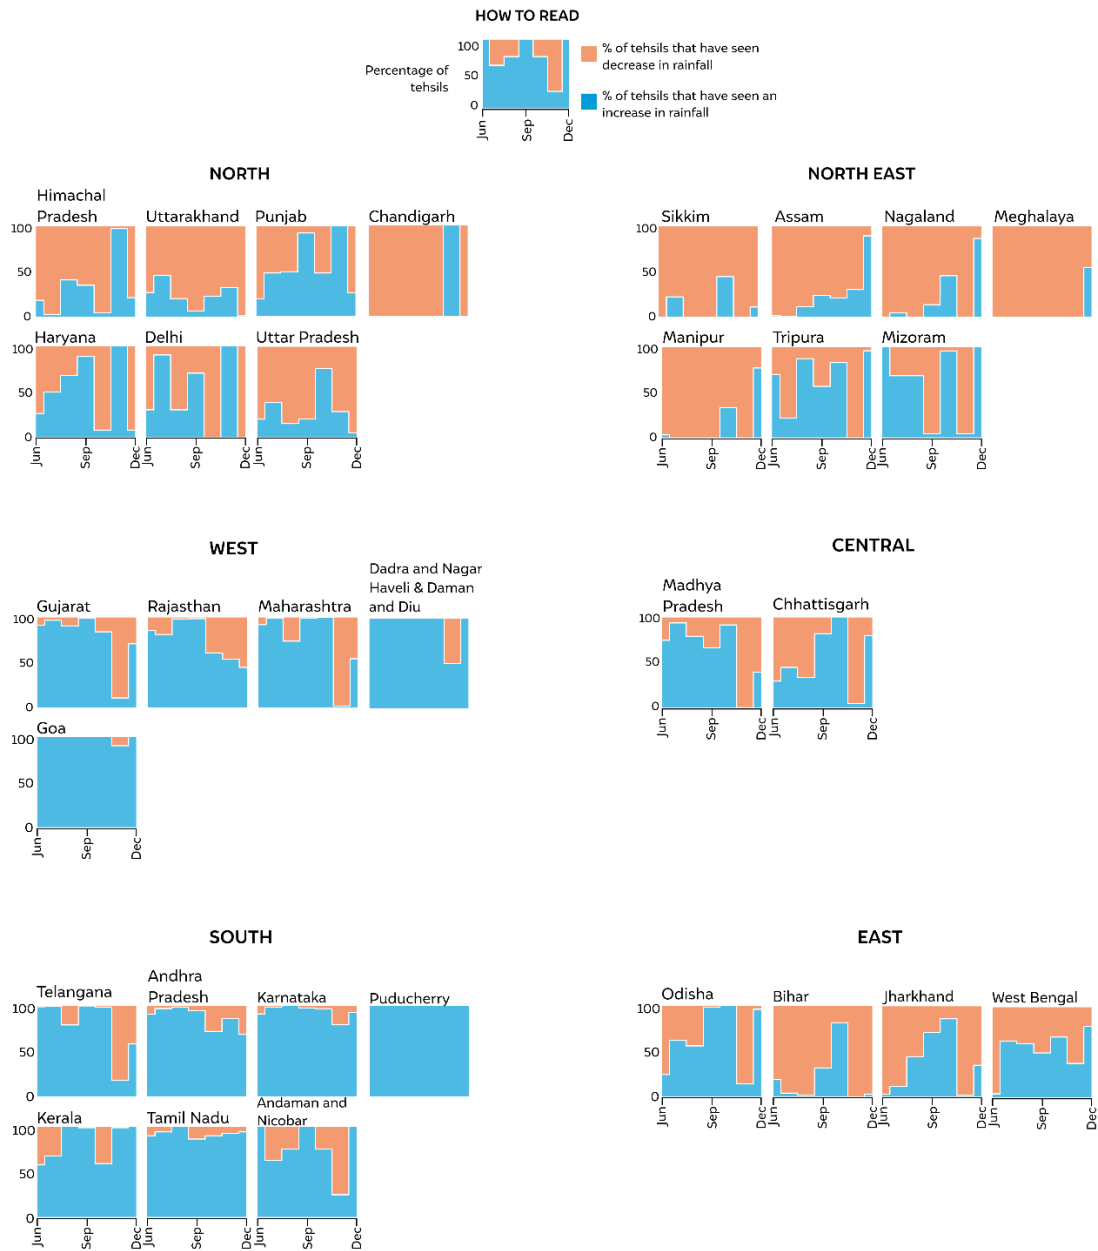 HOW TO READ
100
50
0
Percentage of
tehsils
Jun
Sep
Dec
% of tehsils that have seen
decrease in rainfall
% of tehsils that have seen an
increase in rainfall
NORTH
Himachal
Pradesh
Uttarakhand
Punjab
Chandigarh
100
50
0
Haryana
Delhi
Uttar Pradesh
100
50
0
Jun
Sep
Dec
Jun
Sep
Dec
Jun
Sep
Dec
NORTH EAST
Sikkim
Assam
Nagaland
Meghalaya
100
50
0
Manipur
Tripura
Mizoram
100
50
0
Jun
Sep
Dec
Jun
Sep
Dec
Jun
Sep
Dec
WEST
Gujarat
Rajasthan
Maharashtra
Dadra and Nagar
Haveli & Daman
and Diu
100
50
0
Goa
100
50
0
Jun
Sep
Dec
CENTRAL
Madhya
Pradesh
Chhattisgarh
100
50
0
Jun
Sep
Dec
Jun
Sep
Dec
SOUTH
Telangana
Andhra
Pradesh
Karnataka
Puducherry
100
50
0
Kerala
Tamil Nadu
Andaman and
Nicobar
100
50
0
Jun
Sep
Dec
Jun
Sep
Dec
Jun
Sep
Dec
EAST
Odisha
Bihar
Jharkhand
West Bengal
100
50
0
Jun
Sep
Dec
Jun
Sep
Dec
Jun
Sep
Dec
Jun
Sep
Dec